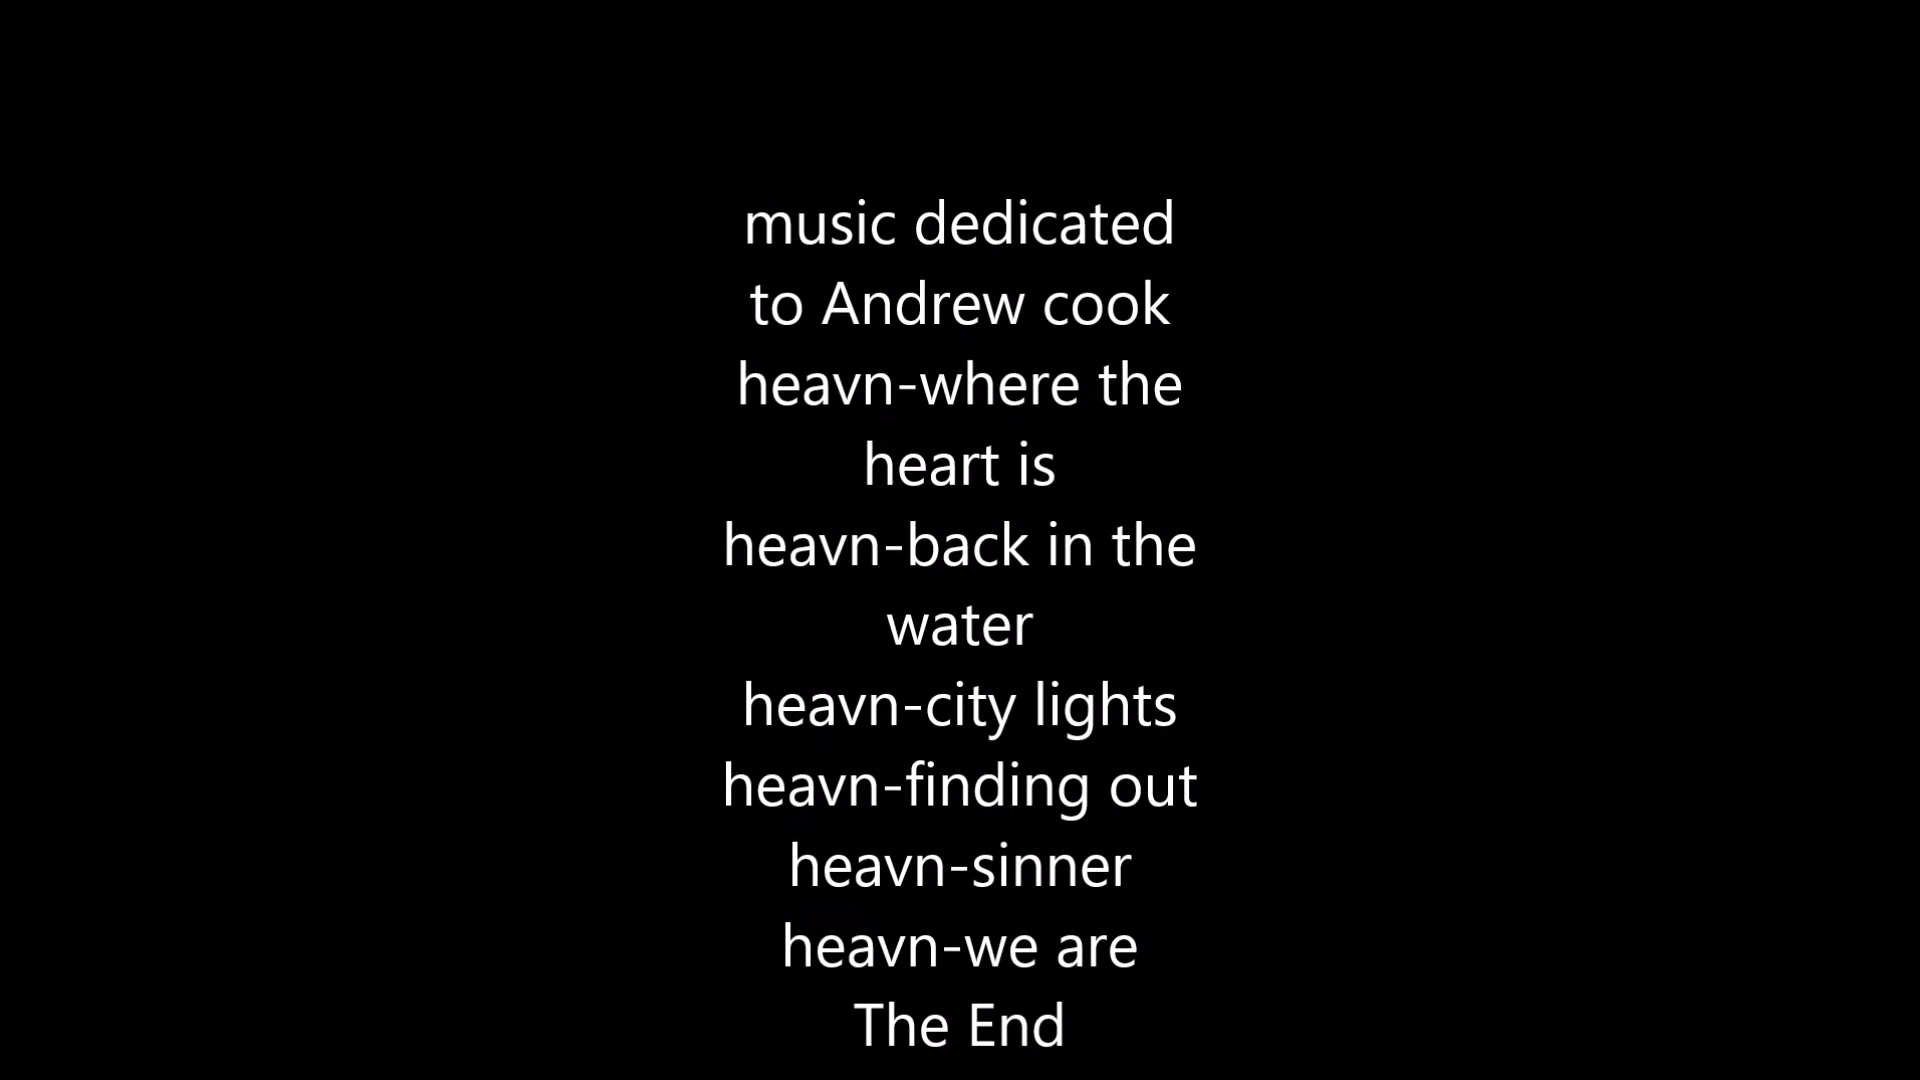 music dedicated
to Andrew cook
heavn-where the
heart is
heavn-back in the
water
heavn-city lights
heavn-finding out
heavn-sinner
heavn-we are
The End